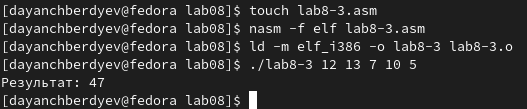 [dayanchberdyev@fedora lab08]$ touch lab8-3.asm
[dayanchberdyev@fedora lab08]$ nasm -f elf lab8-3.asm
[dayanchberdyev@fedora lab08]$ ld -m elf_i386 -o lab8-3 lab8-3.o
[dayanchberdyev@fedora lab08]$ ./lab8-3 12 13 7 10 5
Результат: 47
[dayanchberdyev@fedora lab08]$